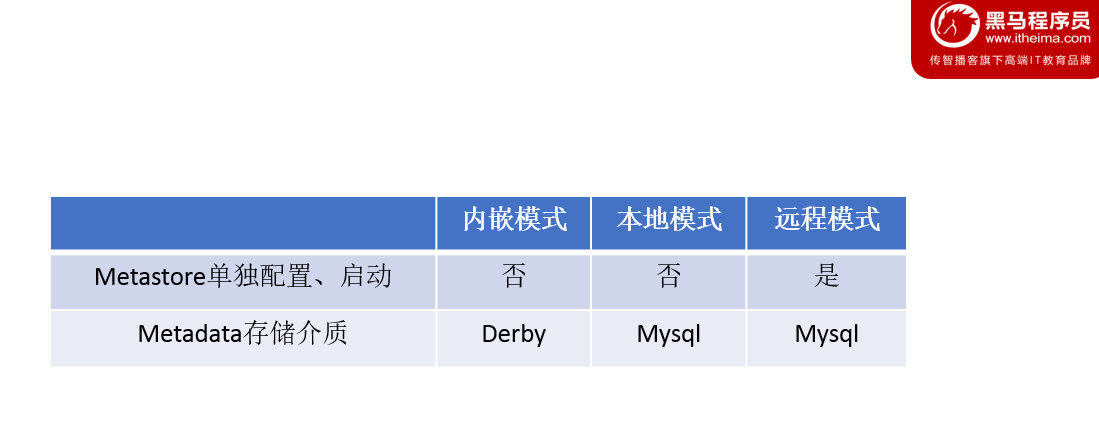 黑马程序员
www.itheima.com
传智播客旗下高端IT教育品牌
内嵌模式 本地模式 远程模式
Metastore单独配置、启动 否 否 是
Metadata存储介质 Derby Mysql Mysql